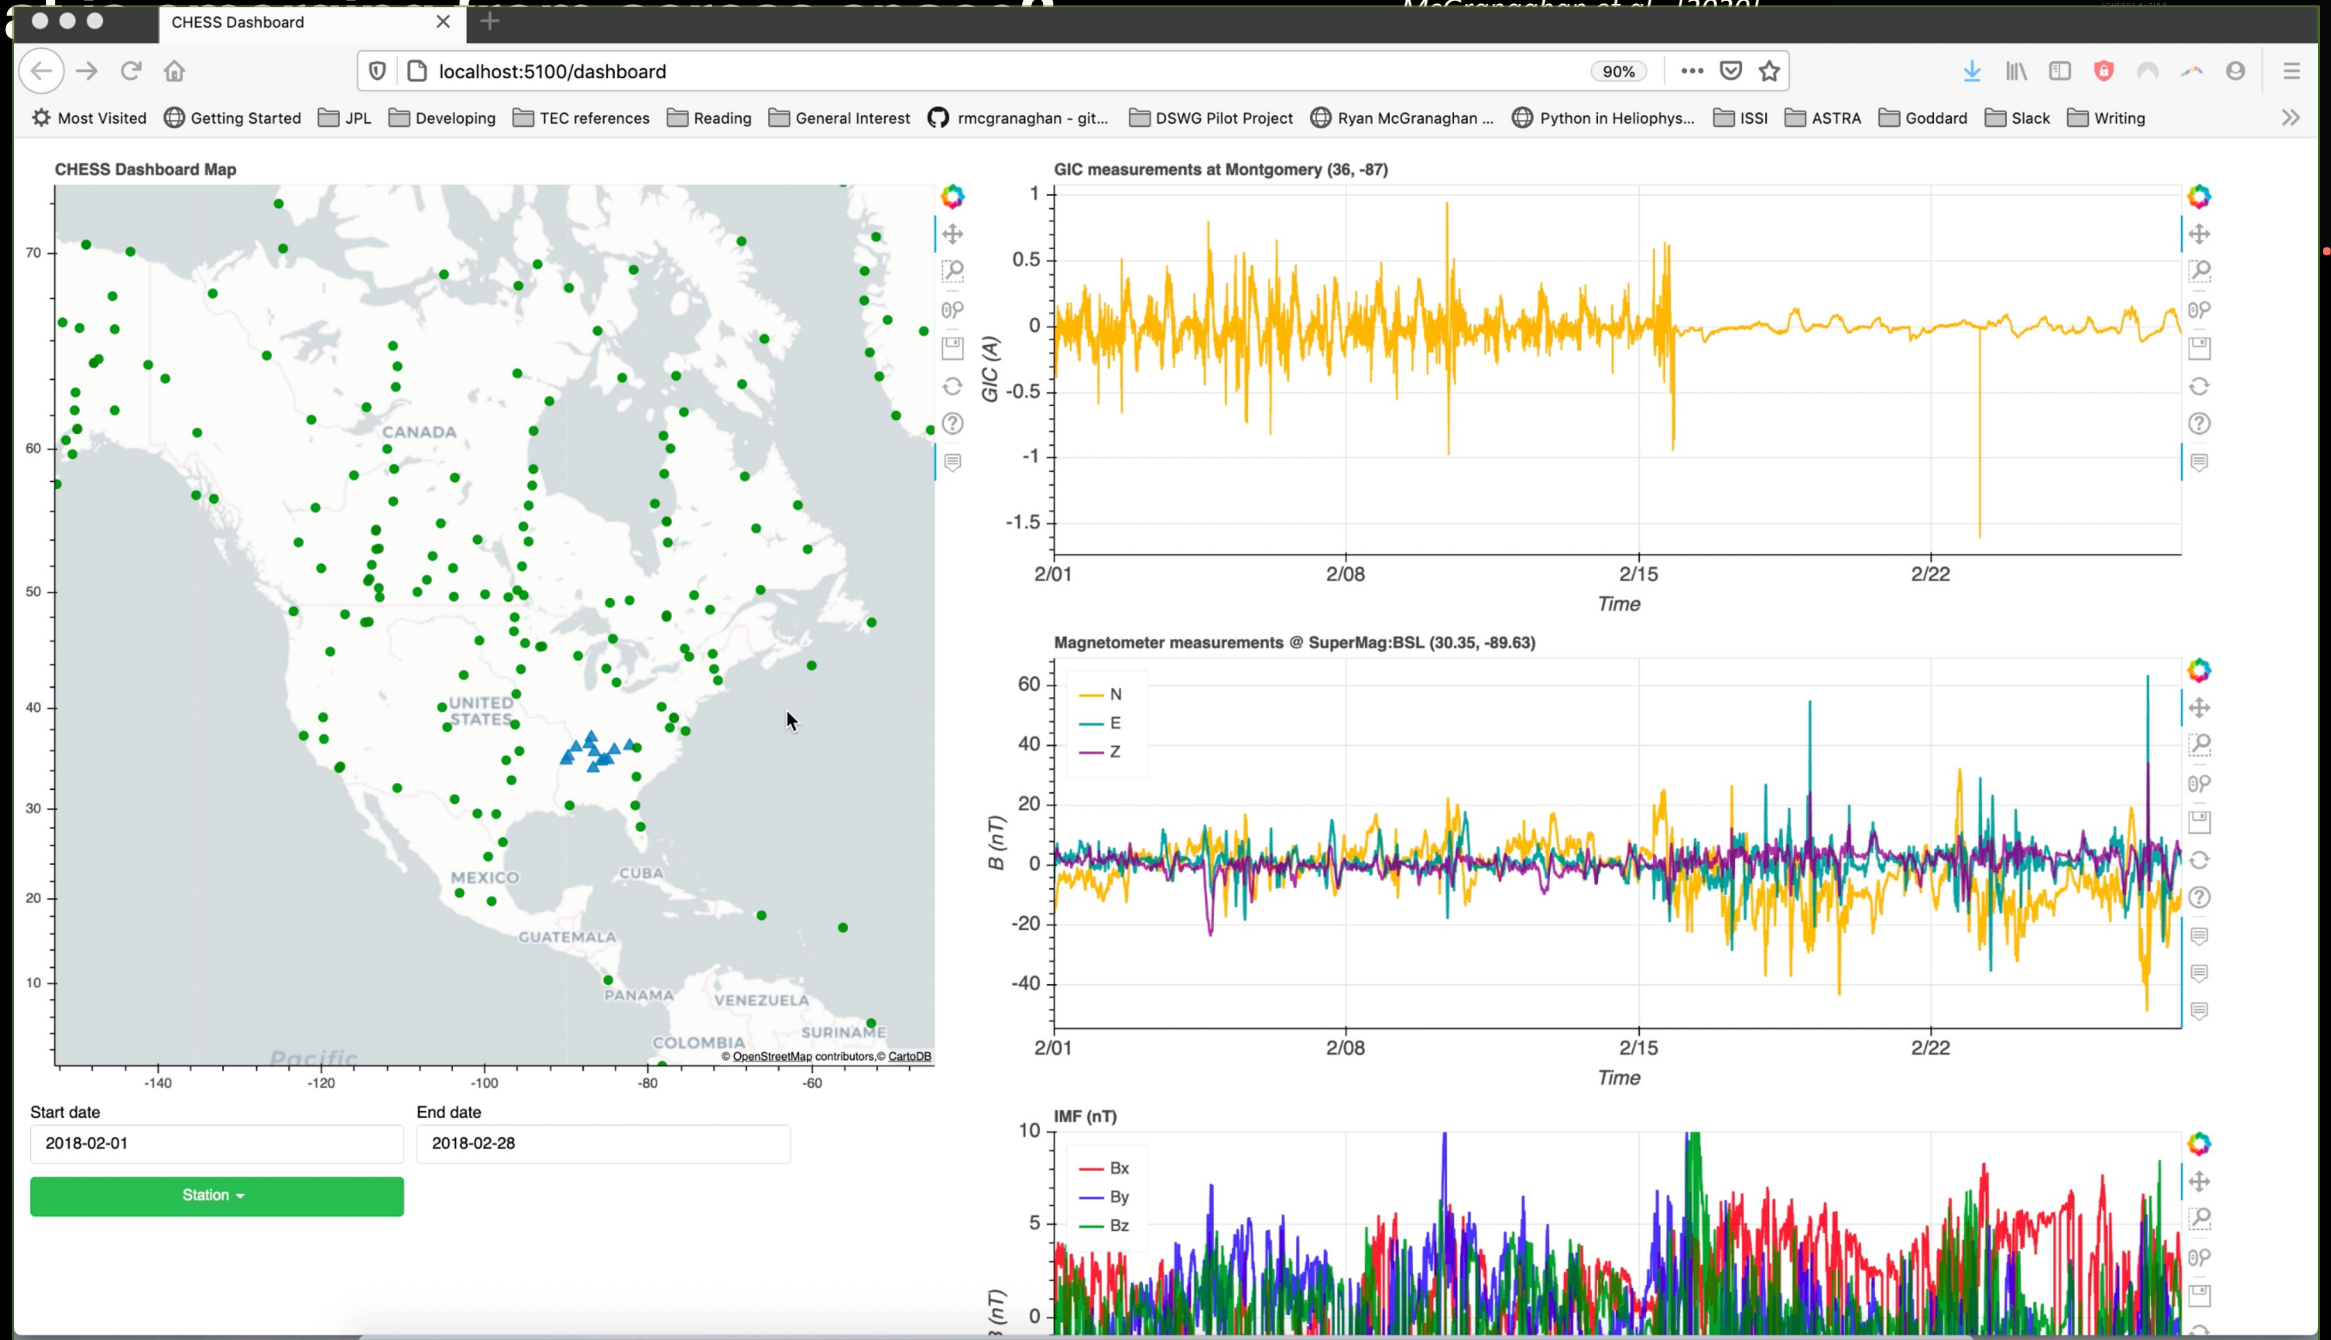 McGranaghan et al., [2020]
CHESS Dashboard
localhost:5100/dashboard
90%
Most Visited
Getting Started
JPL
Developing
TEC references
Reading
General Interest
rmcgranaghan - git...
DSWG Pilot Project
Ryan McGranaghan ...
Python in Heliophys...
ISSI
ASTRA
Goddard
Slack
Writing
CHESS Dashboard Map
70
60
50
40
30
20
10
-140
-120
-100
-80
-60
CANADA
UNITED
STATES
MEXICO
CUBA
GUATEMALA
PANAMA
VENEZUELA
SURINAME
COLOMBIA
Pacific
© OpenStreetMap contributors,© CartoDB
Start date
End date
2018-02-01
2018-02-28
Station
GIC measurements at Montgomery (36, -87)
GIC (A)
1
0.5
0
-0.5
-1
-1.5
2/01
2/08
2/15
2/22
Time
Magnetometer measurements @ SuperMag:BSL (30.35, -89.63)
B (nT)
60
40
20
0
-20
-40
N
E
Z
2/01
2/08
2/15
2/22
Time
IMF (nT)
10
5
0
Bx
By
Bz
(nT)